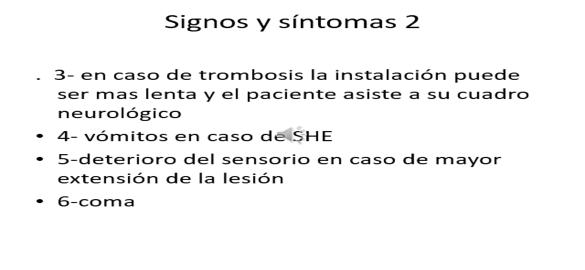 Signos y síntomas 2
. 3- en caso de trombosis la instalación puede
ser mas lenta y el paciente asiste a su cuadro
neurológico
• 4- vómitos en caso de SHE
• 5-deterioro del sensorio en caso de mayor
extensión de la lesión
• 6-coma